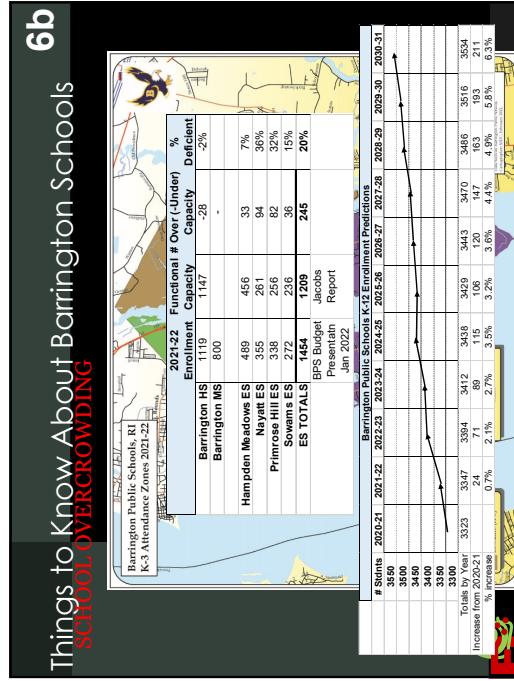 6b
Things to Know About Barrington Schools
SCHOOL OVERCROWDING
Barrington Public Schools, RI
K-3 Attendance Zones 2021-22
2021-22 Enrollment Functional Capacity # Over (-Under) Capacity % Deficient
Barrington HS 1119 1147 -28 -2%
Barrington MS 800 -
Hampden Meadows ES 489 456 33 7%
Nayatt ES 355 261 94 36%
Primrose Hill ES 338 256 82 32%
Sowams ES 272 236 36 15%
ES TOTALS 1454 1209 245 20%
BPS Budget Jacobs
Presentatn Report
Jan 2022
Barrington Public Schools K-12 Enrollment Predictions
# Stdnts 2020-21 2021-22 2022-23 2023-24 2024-25 2025-26 2026-27 2027-28 2028-29 2029-30 2030-31
3550
3500
3450
3400
3350
3300
Totals by Year 3323 3347 3394 3412 3438 3429 3443 3470 3486 3516 3534
Increase from 2020-21 24 71 89 115 106 120 147 163 193 211
% increase 0.7% 2.1% 2.7% 3.5% 3.2% 3.6% 4.4% 4.9% 5.8% 6.3%